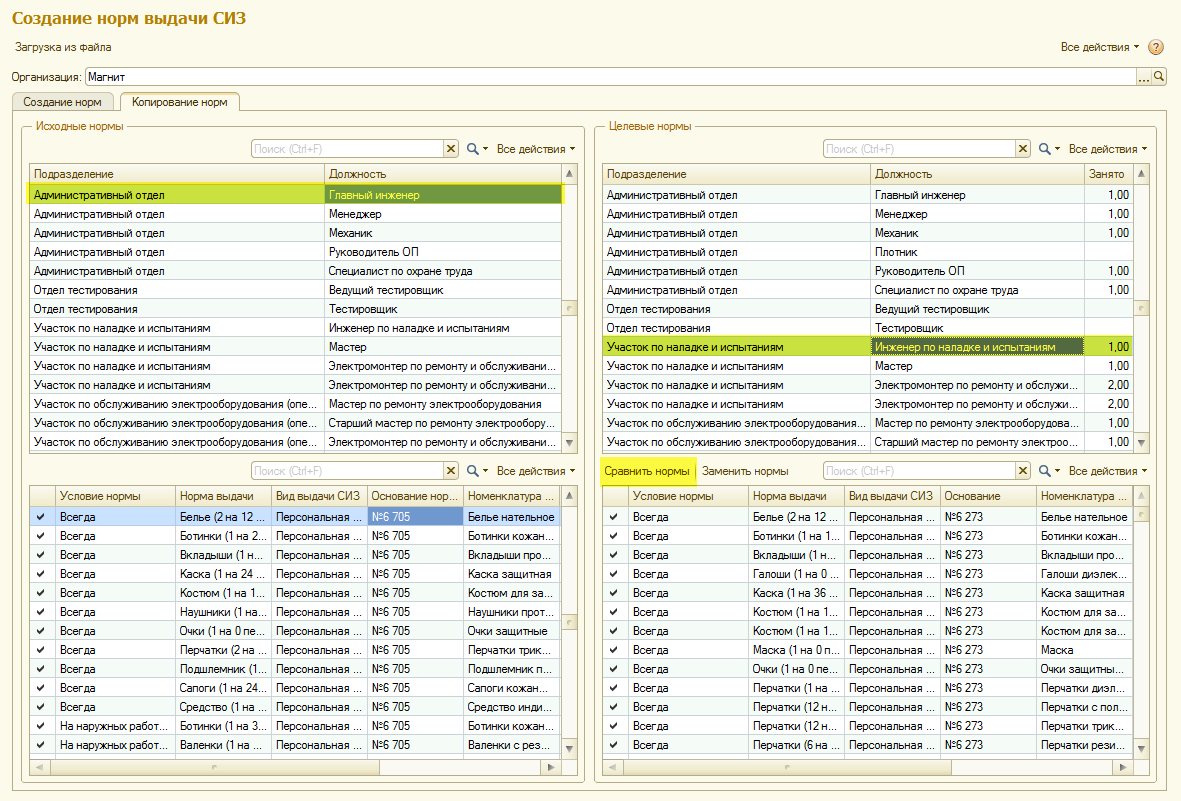 Создание норм выдачи СИЗ
Загрузка из файла Все действия ?
Организация: Магнит ...
Создание норм Копирование норм
Исходные нормы
Поиск (Ctrl+F) Все действия
Подразделение Должность
Административный отдел Главный инженер
Административный отдел Менеджер
Административный отдел Механик
Административный отдел Руководитель ОП
Административный отдел Специалист по охране труда
Отдел тестирования Ведущий тестировщик
Отдел тестирования Тестировщик
Участок по наладке и испытаниям Инженер по наладке и испытаниям
Участок по наладке и испытаниям Мастер
Участок по наладке и испытаниям Электромонтер по ремонту и обслуживани...
Участок по наладке и испытаниям Электромонтер по ремонту и обслуживани...
Участок по обслуживанию электрооборудования (опе... Мастер по ремонту электрооборудования
Участок по обслуживанию электрооборудования (опе... Старший мастер по ремонту электрообору...
Участок по обслуживанию электрооборудования (опе... Электромонтер по ремонту и обслуживани...
Поиск (Ctrl+F) Все действия
Условие нормы Норма выдачи Вид выдачи СИЗ Основание нор... Номенклатура ...
Всегда Белье (2 на 12 ... Персональная ... №6 705 Белье нательное
Всегда Ботинки (1 на 2... Персональная ... №6 705 Ботинки кожан...
Всегда Вкладыши (1 н... Персональная ... №6 705 Вкладыши про...
Всегда Каска (1 на 24 ... Персональная ... №6 705 Каска защитная
Всегда Костюм (1 на 1... Персональная ... №6 705 Костюм для за...
Всегда Наушники (1 на... Персональная ... №6 705 Наушники прот...
Всегда Очки (1 на 0 пе... Персональная ... №6 705 Очки защитные
Всегда Перчатки (2 на ... Персональная ... №6 705 Перчатки трик...
Всегда Подшлемник (1... Персональная ... №6 705 Подшлемник п...
Всегда Сапоги (1 на 24... Персональная ... №6 705 Сапоги кожан...
Всегда Средство (1 на ... Персональная ... №6 705 Средство инди...
На наружных работ... Ботинки (1 на 3... Персональная ... №6 705 Ботинки кожан...
На наружных работ... Валенки (1 на ... Персональная ... №6 705 Валенки с рез...
Целевые нормы
Поиск (Ctrl+F) Все действия
Подразделение Должность Занято
Административный отдел Главный инженер 1,00
Административный отдел Менеджер 1,00
Административный отдел Механик 1,00
Административный отдел Плотник
Административный отдел Руководитель ОП 1,00
Административный отдел Специалист по охране труда 1,00
Отдел тестирования Ведущий тестировщик
Отдел тестирования Тестировщик
Участок по наладке и испытаниям Инженер по наладке и испытаниям 1,00
Участок по наладке и испытаниям Мастер 1,00
Участок по наладке и испытаниям Электромонтер по ремонту и обслужи... 2,00
Участок по наладке и испытаниям Электромонтер по ремонту и обслужи... 2,00
Участок по обслуживанию электрооборудования... Мастер по ремонту электрооборудова... 1,00
Участок по обслуживанию электрооборудования... Старший мастер по ремонту электроо... 1,00
Сравнить нормы Заменить нормы Поиск (Ctrl+F) Все действия
Условие нормы Норма выдачи Вид выдачи СИЗ Основание Номенклатура ...
Всегда Белье (2 на 12 ... Персональная ... №6 273 Белье нательное
Всегда Ботинки (1 на 1... Персональная ... №6 273 Ботинки кожан...
Всегда Вкладыши (1 н... Персональная ... №6 273 Вкладыши про...
Всегда Галоши (1 на 0 ... Персональная ... №6 273 Галоши диэлек...
Всегда Каска (1 на 36 ... Персональная ... №6 273 Каска защитная
Всегда Костюм (1 на 1... Персональная ... №6 273 Костюм для за...
Всегда Костюм (1 на 1... Персональная ... №6 273 Костюм для за...
Всегда Маска (1 на 0 п... Персональная ... №6 273 Маска
Всегда Очки (1 на 0 пе... Персональная ... №6 273 Очки защитны...
Всегда Перчатки (1 на ... Персональная ... №6 273 Перчатки диэл...
Всегда Перчатки (12 н... Персональная ... №6 273 Перчатки с пол...
Всегда Перчатки (12 н... Персональная ... №6 273 Перчатки трик...
Всегда Перчатки (6 на ... Персональная ... №6 273 Перчатки рези...